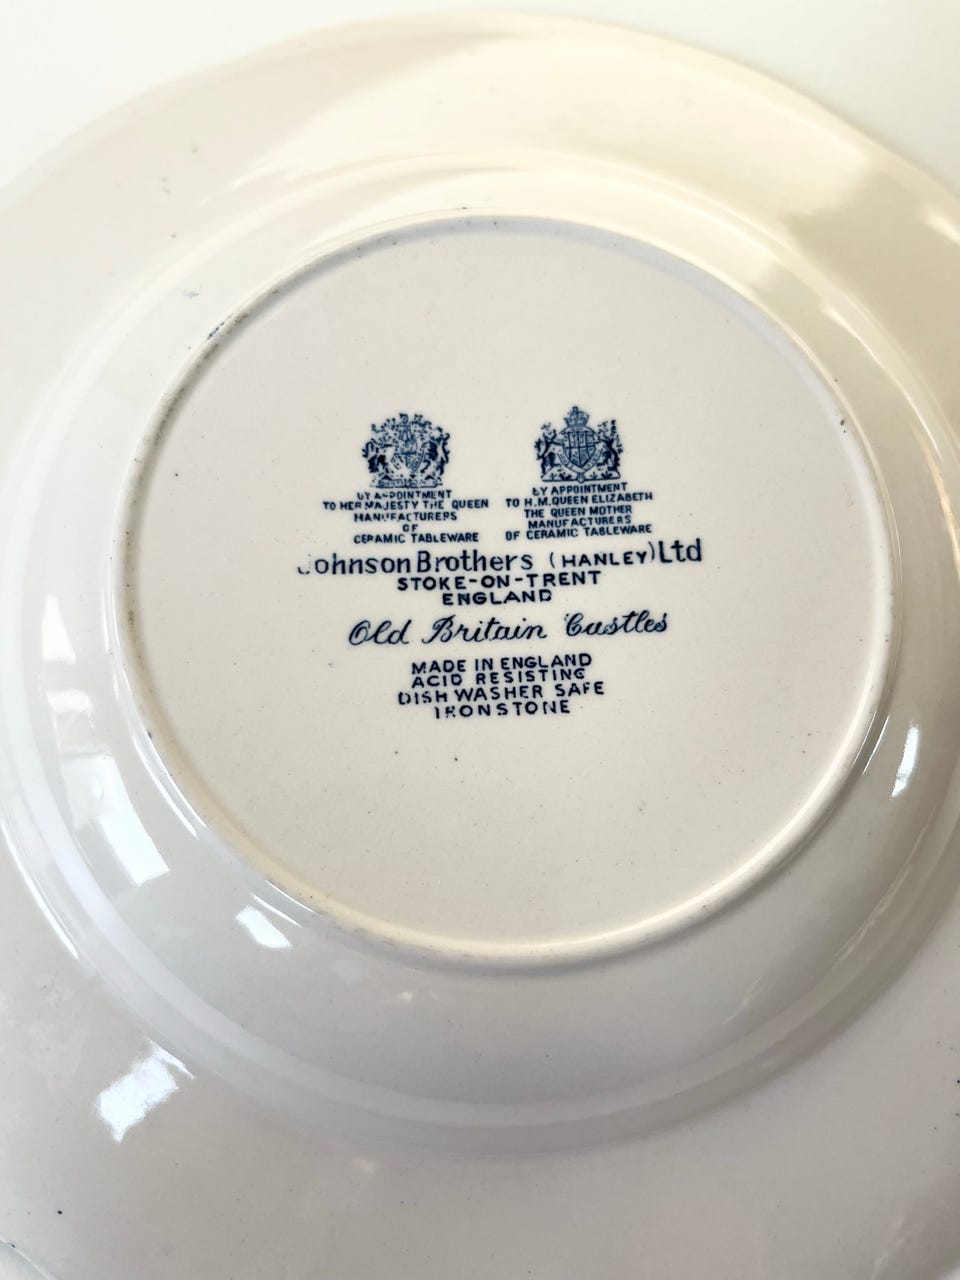 BY APPOINTMENT
TO HER MAJESTY THE QUEEN
MANUFACTURERS
OF
CERAMIC TABLEWARE
BY APPOINTMENT
TO H.M. QUEEN ELIZABETH
THE QUEEN MOTHER
MANUFACTURERS
OF CERAMIC TABLEWARE
Johnson Brothers (HANLEY) Ltd
STOKE-ON-TRENT
ENGLAND
Old Britain Castles
MADE IN ENGLAND
ACID RESISTING
DISH WASHER SAFE
IRONSTONE